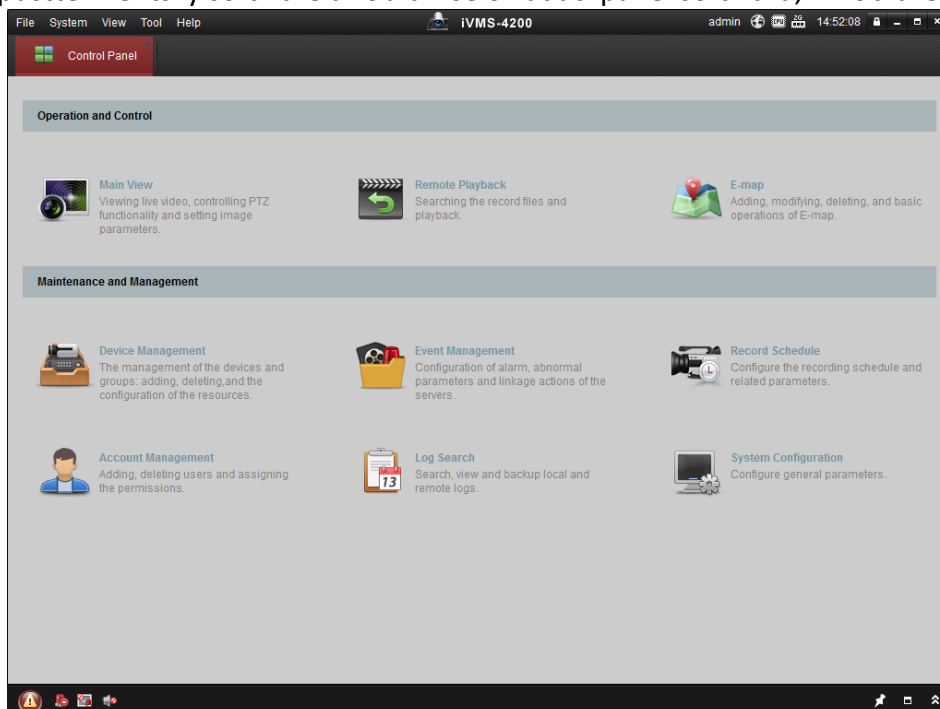 File System View Tool Help iVMS-4200 admin CPU 2G 14:52:08
Control Panel
Operation and Control
Main View
Viewing live video, controlling PTZ
functionality and setting image
parameters.
Remote Playback
Searching the record files and
playback.
E-map
Adding, modifying, deleting, and basic
operations of E-map.
Maintenance and Management
Device Management
The management of the devices and
groups: adding, deleting,and the
configuration of the resources.
Event Management
Configuration of alarm, abnormal
parameters and linkage actions of the
servers.
Record Schedule
Configure the recording schedule and
related parameters.
Account Management
Adding, deleting users and assigning
the permissions.
Log Search
Search, view and backup local and
remote logs.
13
System Configuration
Configure general parameters.